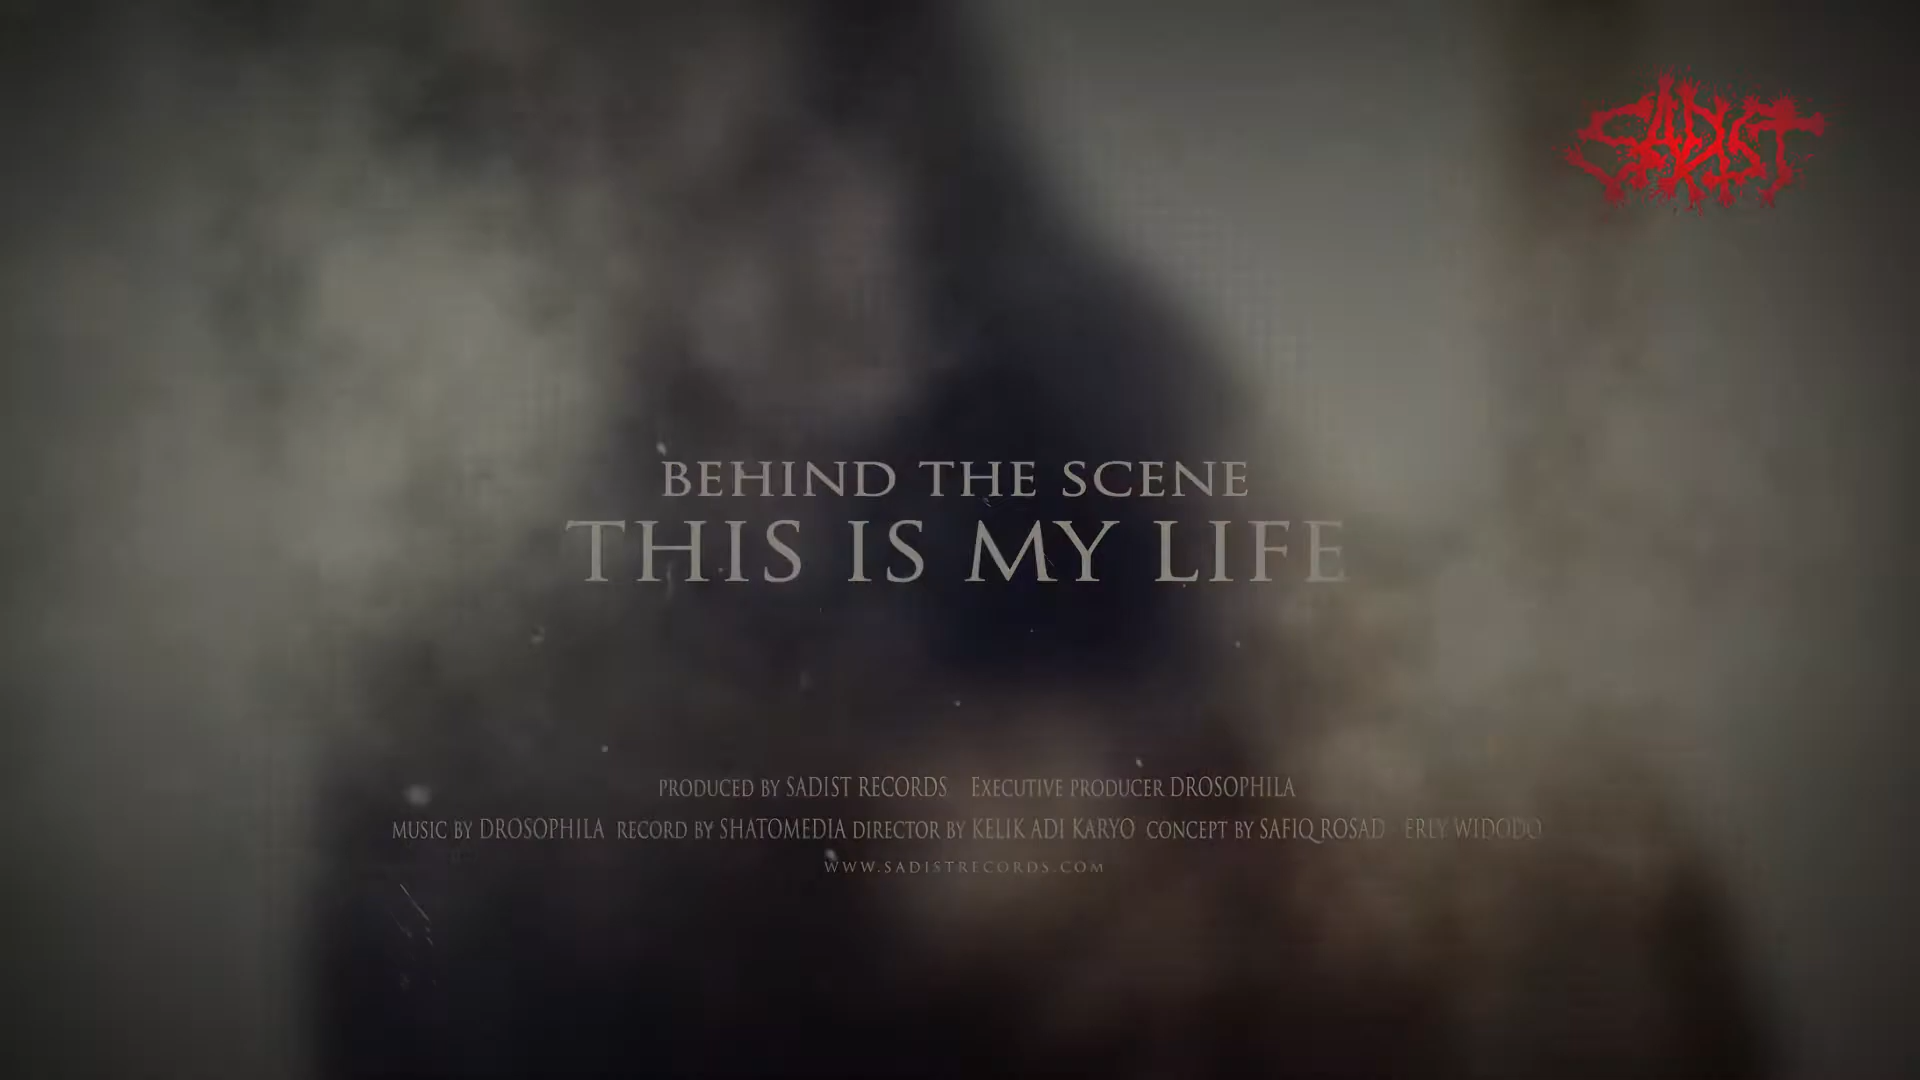 SADIST
BEHIND THE SCENE
THIS IS MY LIFE
PRODUCED BY SADIST RECORDS EXECUTIVE PRODUCER DROSOPHILA
MUSIC BY DROSOPHILA RECORD BY SHATOMEDIA DIRECTOR BY KELIK ADI KARYO CONCEPT BY SAFIQ ROSAD ERLY WIDODO
WWW.SADISTRECORDS.COM